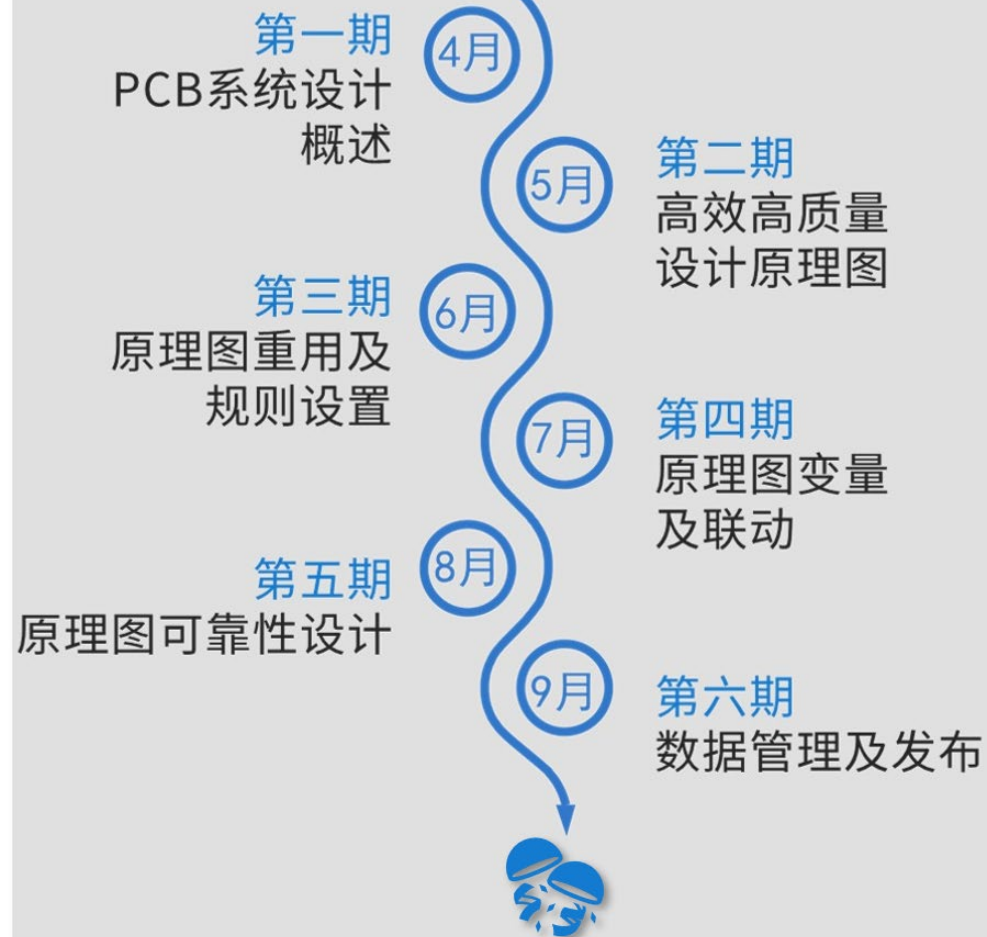 4月
第一期
PCB系统设计
概述
5月
第二期
高效高质量
设计原理图
6月
第三期
原理图重用及
规则设置
7月
第四期
原理图变量
及联动
8月
第五期
原理图可靠性设计
9月
第六期
数据管理及发布